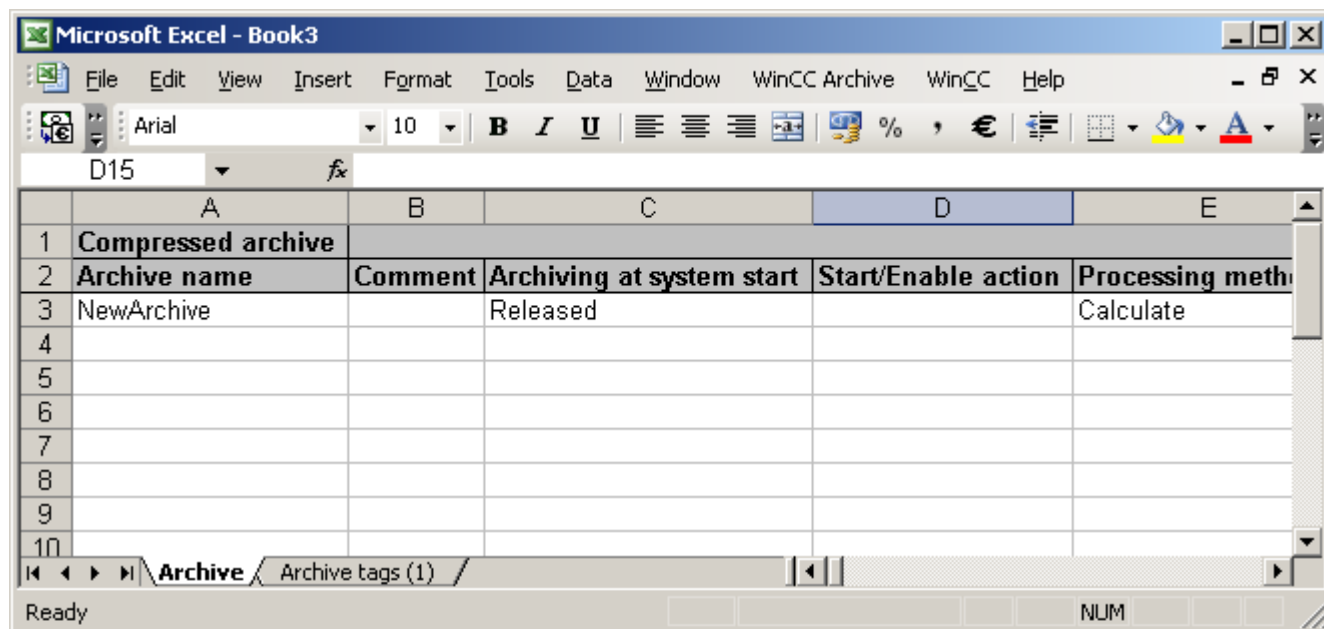 Microsoft Excel - Book3
File Edit View Insert Format Tools Data Window WinCC Archive WinCC Help
Arial 10 B I U % , € A
D15 fx
A B C D E
1 Compressed archive
2 Archive name Comment Archiving at system start Start/Enable action Processing meth
3 NewArchive Released Calculate
4
5
6
7
8
9
10
Archive Archive tags (1)
Ready NUM